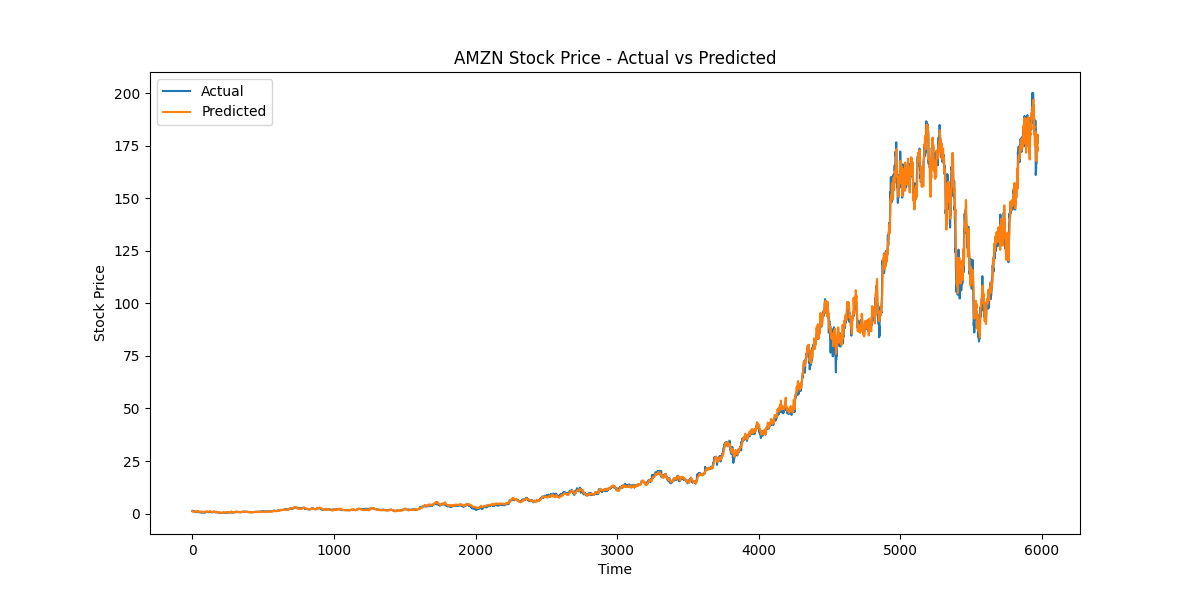 AMZN Stock Price - Actual vs Predicted
Actual
Predicted
Stock Price
200
175
150
125
100
75
50
25
0
0 1000 2000 3000 4000 5000 6000
Time